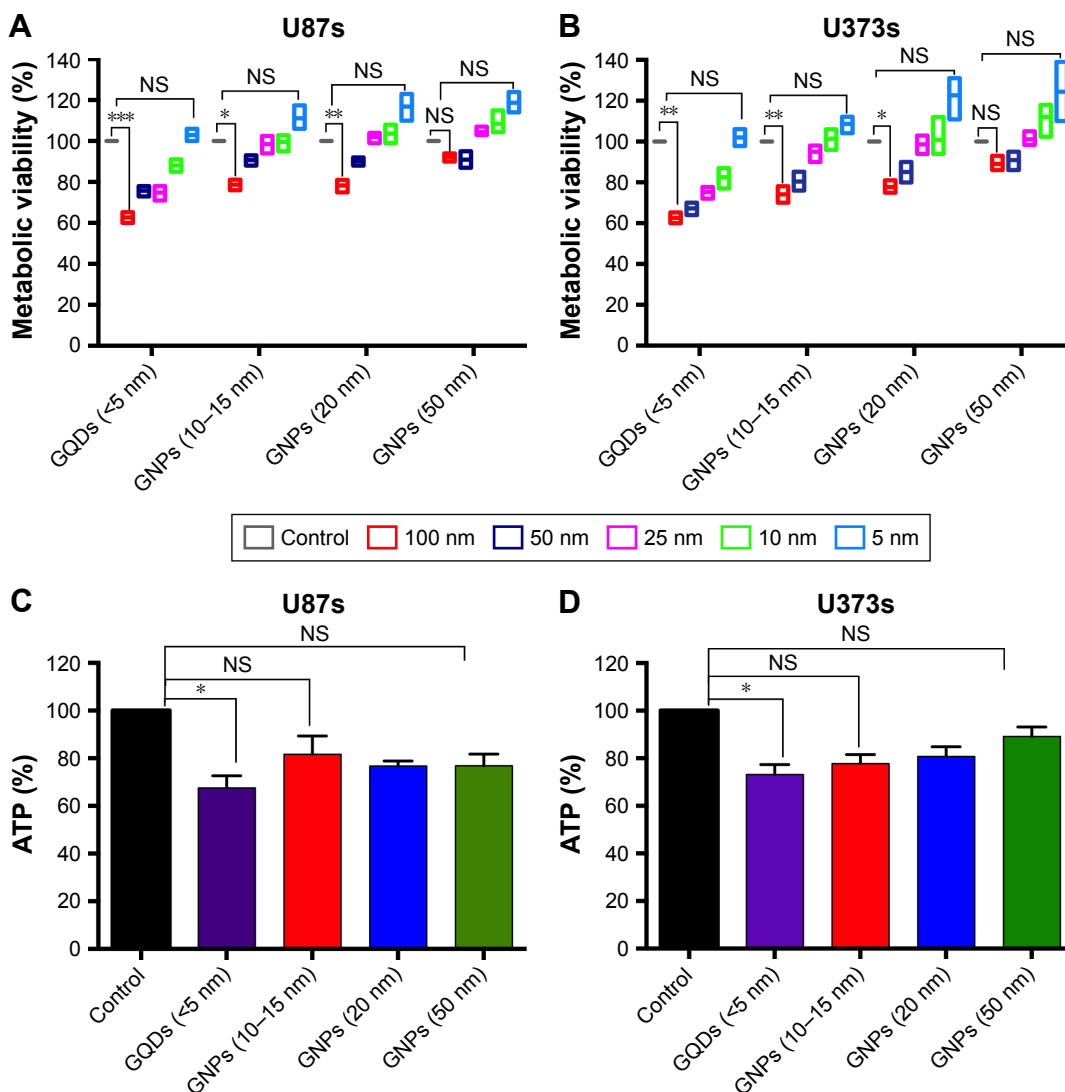 A
U87s
Metabolic viability (%)
140
120
100
80
60
40
20
0
NS
NS
NS
NS
***
*
**
NS
GQDs (<5 nm)
GNPs (10–15 nm)
GNPs (20 nm)
GNPs (50 nm)
B
U373s
Metabolic viability (%)
140
120
100
80
60
40
20
0
NS
NS
NS
NS
**
**
*
NS
GQDs (<5 nm)
GNPs (10–15 nm)
GNPs (20 nm)
GNPs (50 nm)
Control 100 nm 50 nm 25 nm 10 nm 5 nm
C
U87s
ATP (%)
120
100
80
60
40
20
0
NS
NS
*
Control
GQDs (<5 nm)
GNPs (10–15 nm)
GNPs (20 nm)
GNPs (50 nm)
D
U373s
ATP (%)
120
100
80
60
40
20
0
NS
NS
*
Control
GQDs (<5 nm)
GNPs (10–15 nm)
GNPs (20 nm)
GNPs (50 nm)